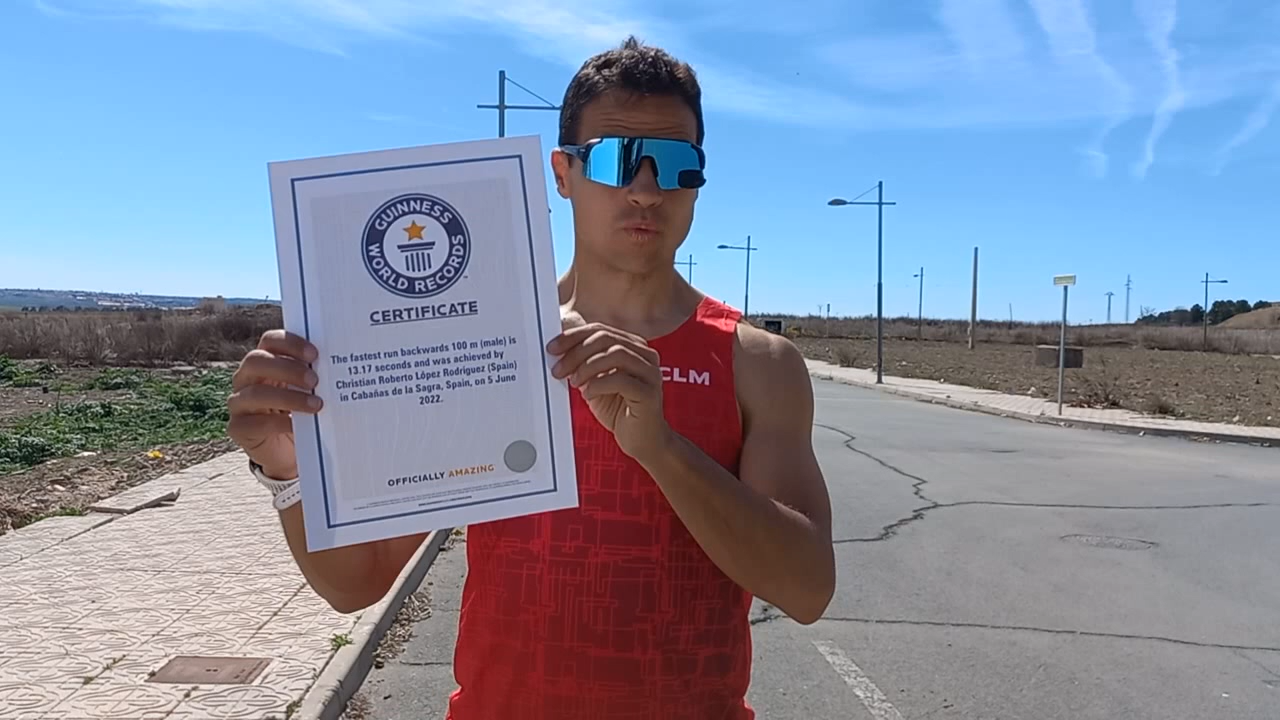 GUINNESS
WORLD RECORDS
CERTIFICATE
The fastest run backwards 100 m (male) is
13.17 seconds and was achieved by
Christian Roberto López Rodríguez (Spain)
in Cabañas de la Sagra, Spain, on 5 June
2022.
OFFICIALLY AMAZING
CLM